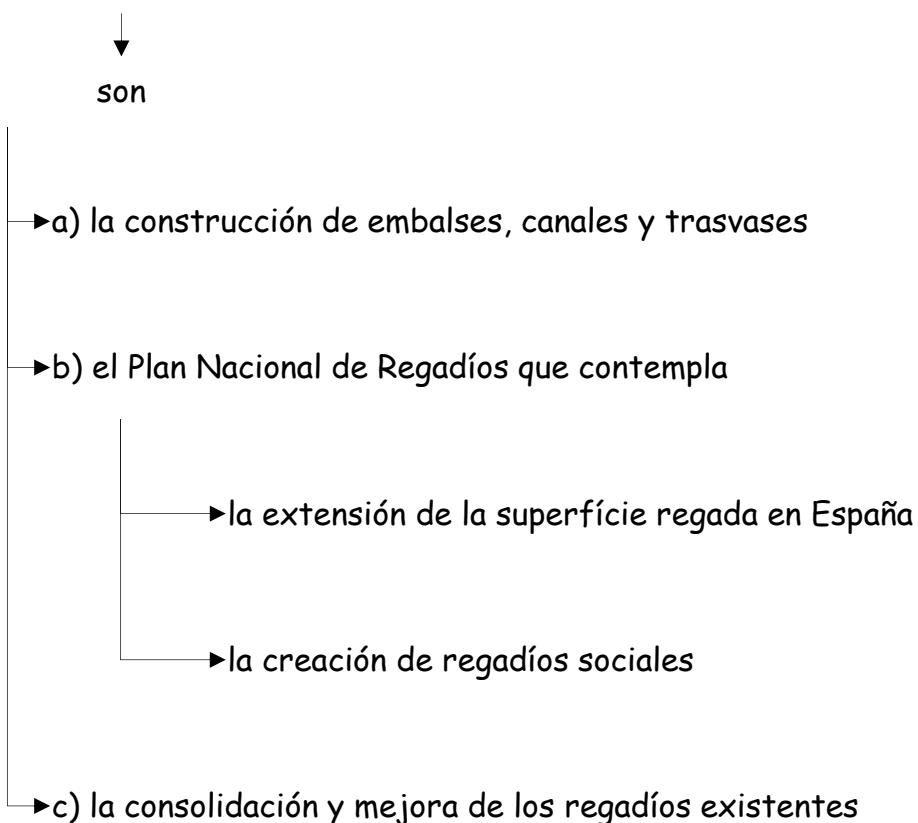 son
a) la construcción de embalses, canales y trasvases
b) el Plan Nacional de Regadíos que contempla
la extensión de la superfície regada en España
la creación de regadíos sociales
c) la consolidación y mejora de los regadíos existentes